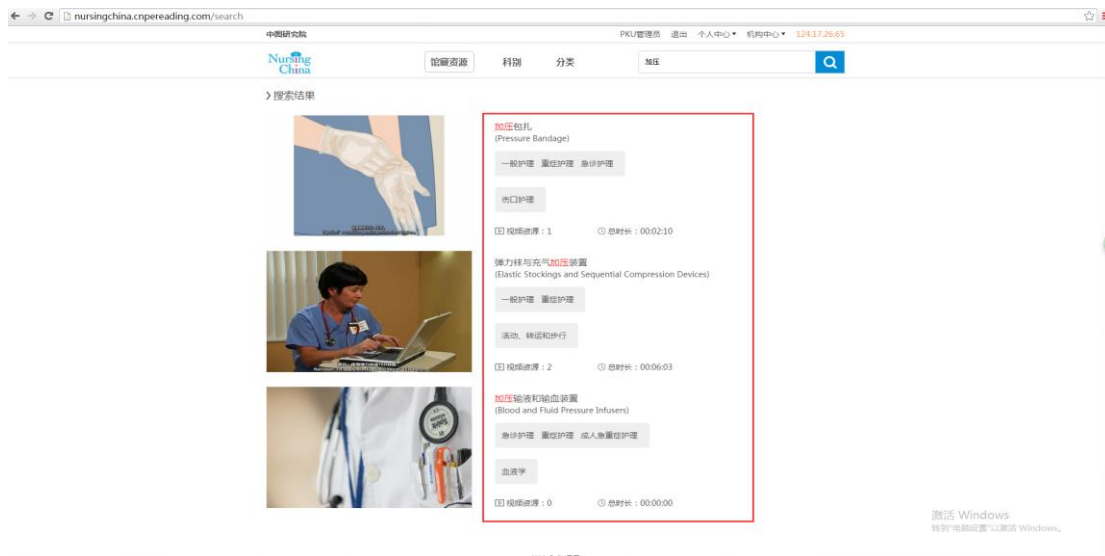 nursingchina.cnpereading.com/search
中图研究院 PKU管理员 退出 个人中心▾ 机构中心▾ 124.17.26.65
Nursing
China
馆藏资源 科别 分类 加压
搜索结果
加压包扎
(Pressure Bandage)
一般护理 重症护理 急诊护理
伤口护理
视频资源：1 总时长：00:02:10
弹力袜与充气加压装置
(Elastic Stockings and Sequential Compression Devices)
一般护理 重症护理
活动、转运和步行
视频资源：2 总时长：00:06:03
加压输液和输血装置
(Blood and Fluid Pressure Infusers)
急诊护理 重症护理 成人急重症护理
血液学
视频资源：0 总时长：00:00:00
激活 Windows
转到"电脑设置"以激活 Windows。